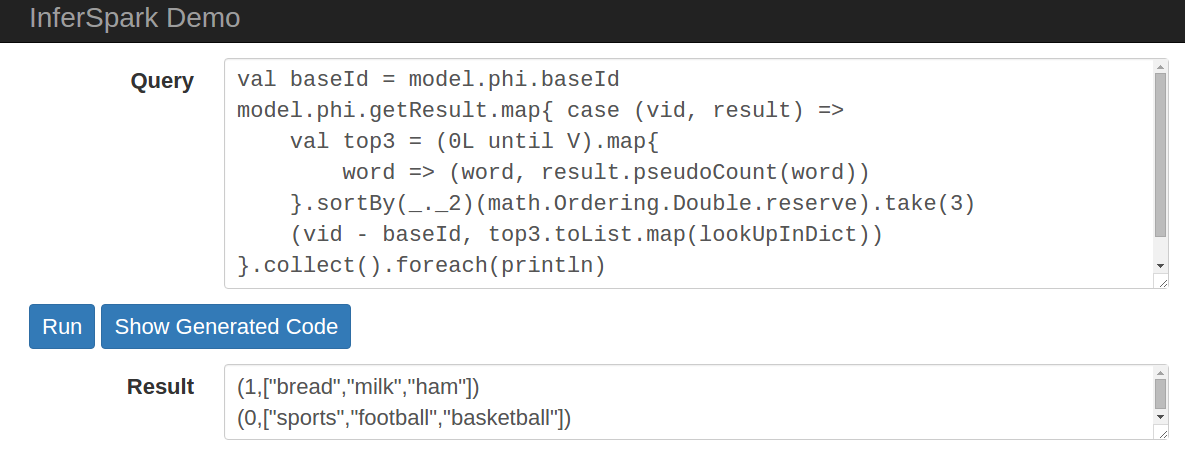 InferSpark Demo
Query
val baseId = model.phi.baseId
model.phi.getResult.map{ case (vid, result) =>
    val top3 = (0L until V).map{
        word => (word, result.pseudoCount(word))
    }.sortBy(_._2)(math.Ordering.Double.reserve).take(3)
    (vid - baseId, top3.toList.map(lookUpInDict))
}.collect().foreach(println)
Run Show Generated Code
Result
(1,["bread","milk","ham"])
(0,["sports","football","basketball"])